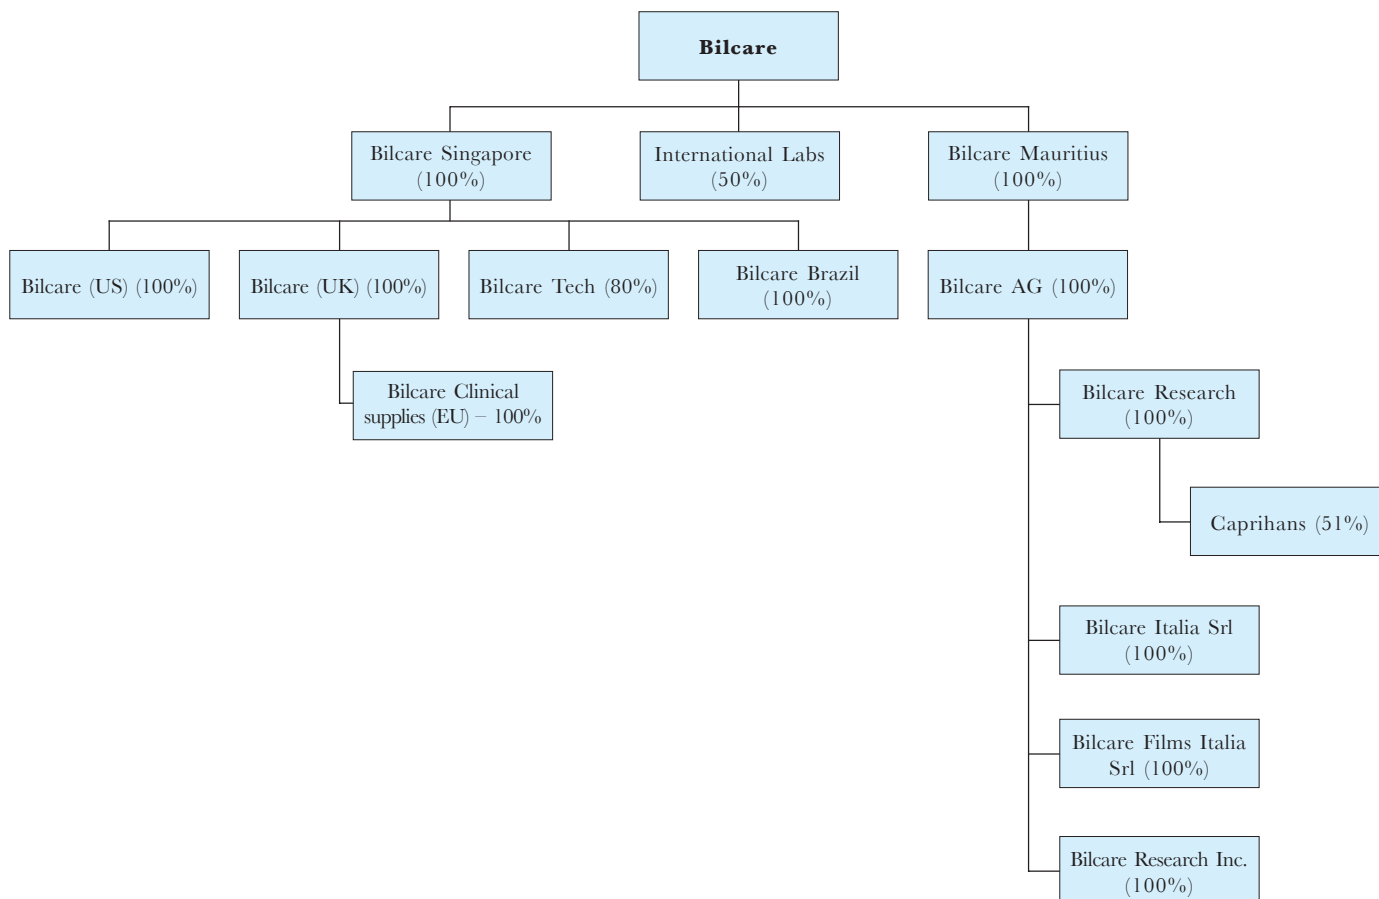 Bilcare
Bilcare Singapore
(100%)
International Labs
(50%)
Bilcare Mauritius
(100%)
Bilcare (US) (100%)
Bilcare (UK) (100%)
Bilcare Tech (80%)
Bilcare Brazil
(100%)
Bilcare AG (100%)
Bilcare Clinical
supplies (EU) – 100%
Bilcare Research
(100%)
Caprihans (51%)
Bilcare Italia Srl
(100%)
Bilcare Films Italia
Srl (100%)
Bilcare Research Inc.
(100%)